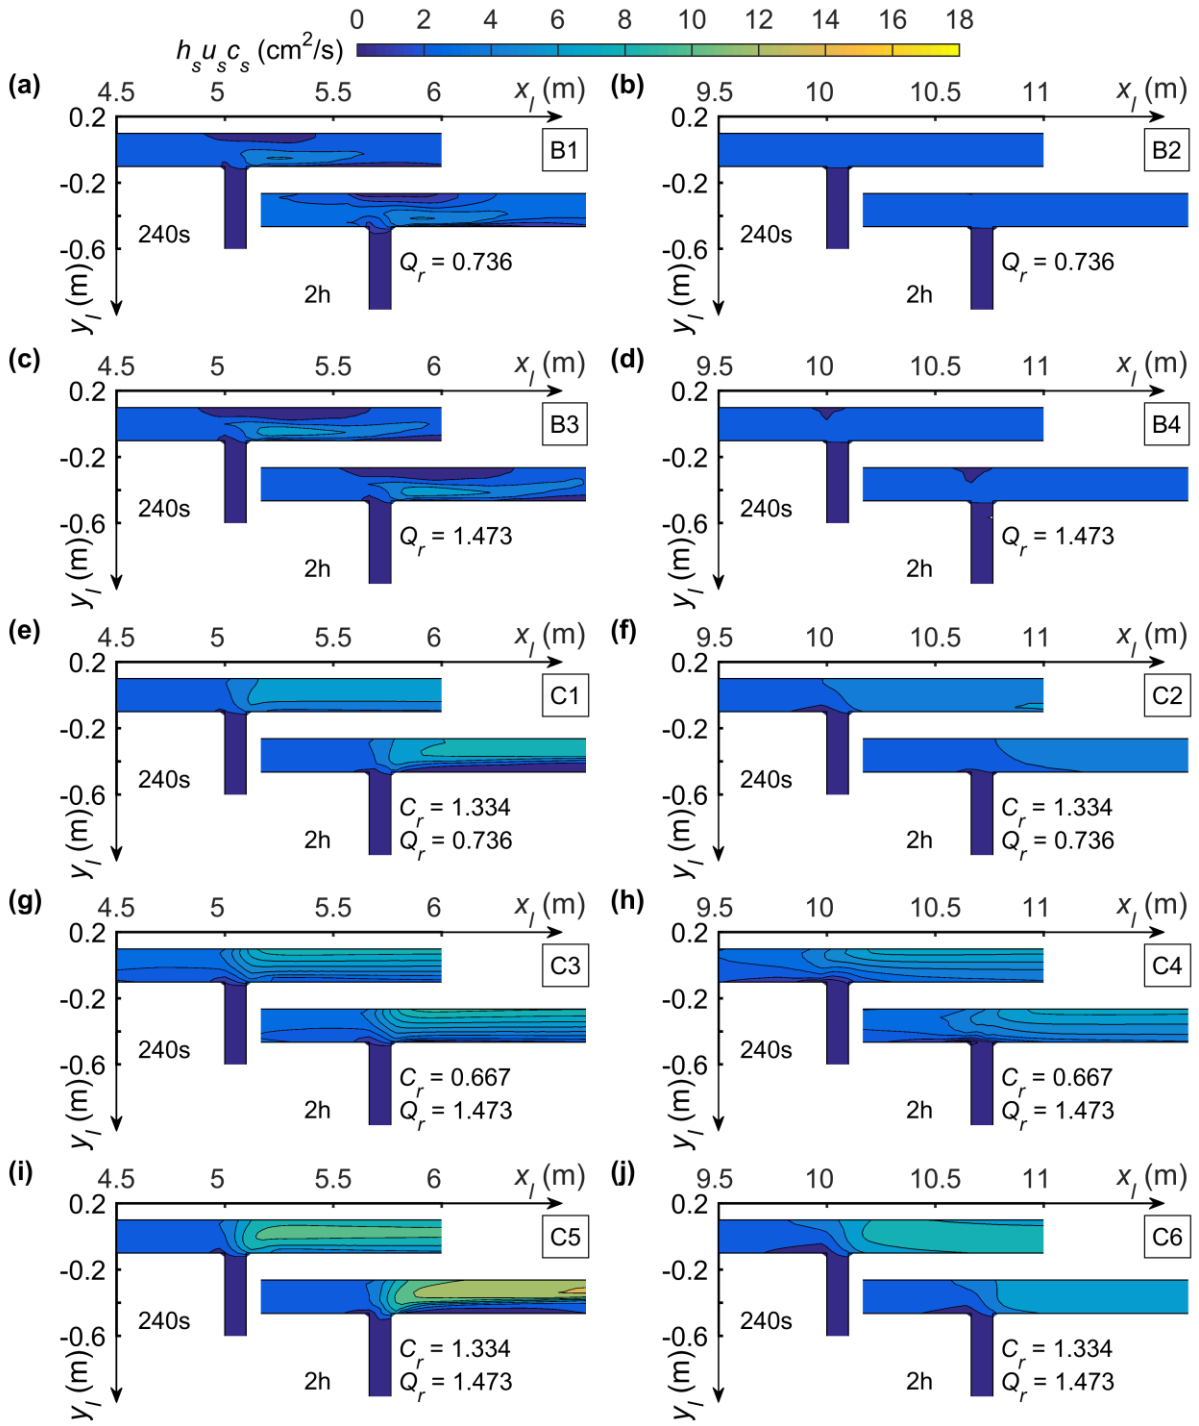 0 2 4 6 8 10 12 14 16 18
h_s u_s c_s (cm²/s)
(a) 4.5 5 5.5 6 x_l (m)
0.2
-0.2
-0.6
y_l (m)
B1
240s
2h
Q_r = 0.736
(b) 9.5 10 10.5 11 x_l (m)
0.2
-0.2
-0.6
y_l (m)
B2
240s
2h
Q_r = 0.736
(c) 4.5 5 5.5 6 x_l (m)
0.2
-0.2
-0.6
y_l (m)
B3
240s
2h
Q_r = 1.473
(d) 9.5 10 10.5 11 x_l (m)
0.2
-0.2
-0.6
y_l (m)
B4
240s
2h
Q_r = 1.473
(e) 4.5 5 5.5 6 x_l (m)
0.2
-0.2
-0.6
y_l (m)
C1
240s
2h
C_r = 1.334
Q_r = 0.736
(f) 9.5 10 10.5 11 x_l (m)
0.2
-0.2
-0.6
y_l (m)
C2
240s
2h
C_r = 1.334
Q_r = 0.736
(g) 4.5 5 5.5 6 x_l (m)
0.2
-0.2
-0.6
y_l (m)
C3
240s
2h
C_r = 0.667
Q_r = 1.473
(h) 9.5 10 10.5 11 x_l (m)
0.2
-0.2
-0.6
y_l (m)
C4
240s
2h
C_r = 0.667
Q_r = 1.473
(i) 4.5 5 5.5 6 x_l (m)
0.2
-0.2
-0.6
y_l (m)
C5
240s
2h
C_r = 1.334
Q_r = 1.473
(j) 9.5 10 10.5 11 x_l (m)
0.2
-0.2
-0.6
y_l (m)
C6
240s
2h
C_r = 1.334
Q_r = 1.473